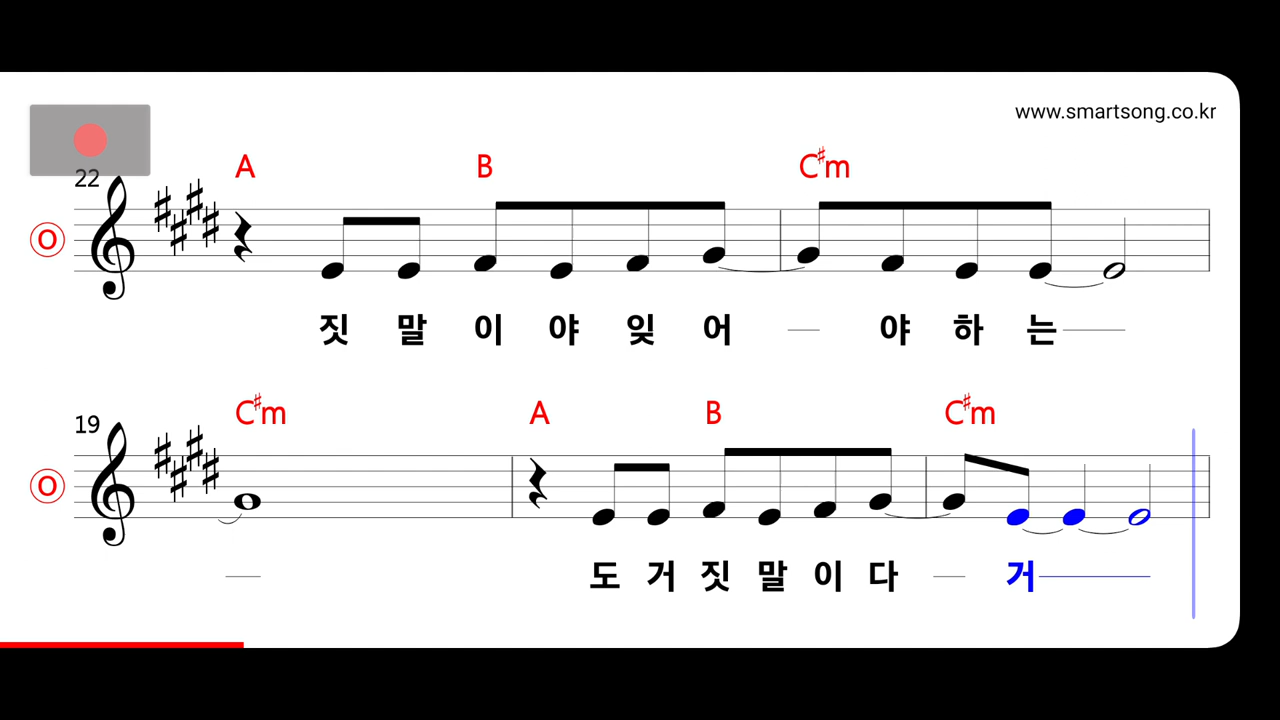 www.smartsong.co.kr
22
A B C♯m
O
짓 말 이 야 잊 어 야 하 는
19
C♯m A B C♯m
O
도 거 짓 말 이 다 거